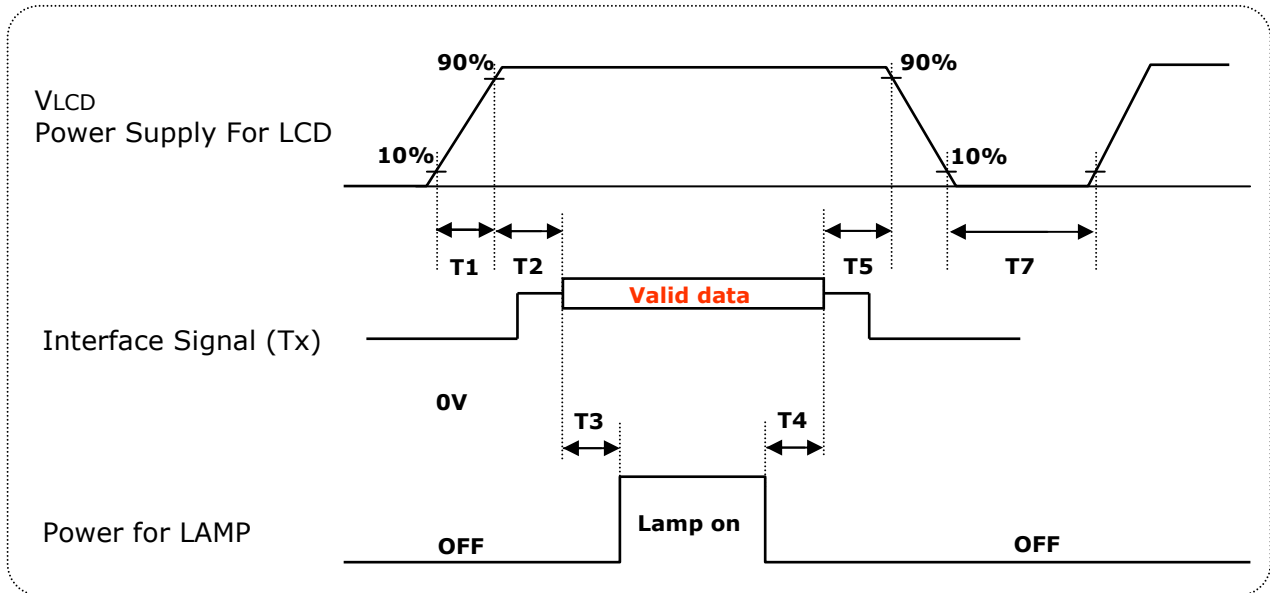 90%
90%
VLCD
Power Supply For LCD
10%
10%
T1
T2
T5
T7
Valid data
Interface Signal (Tx)
0V
T3
T4
Power for LAMP
Lamp on
OFF
OFF